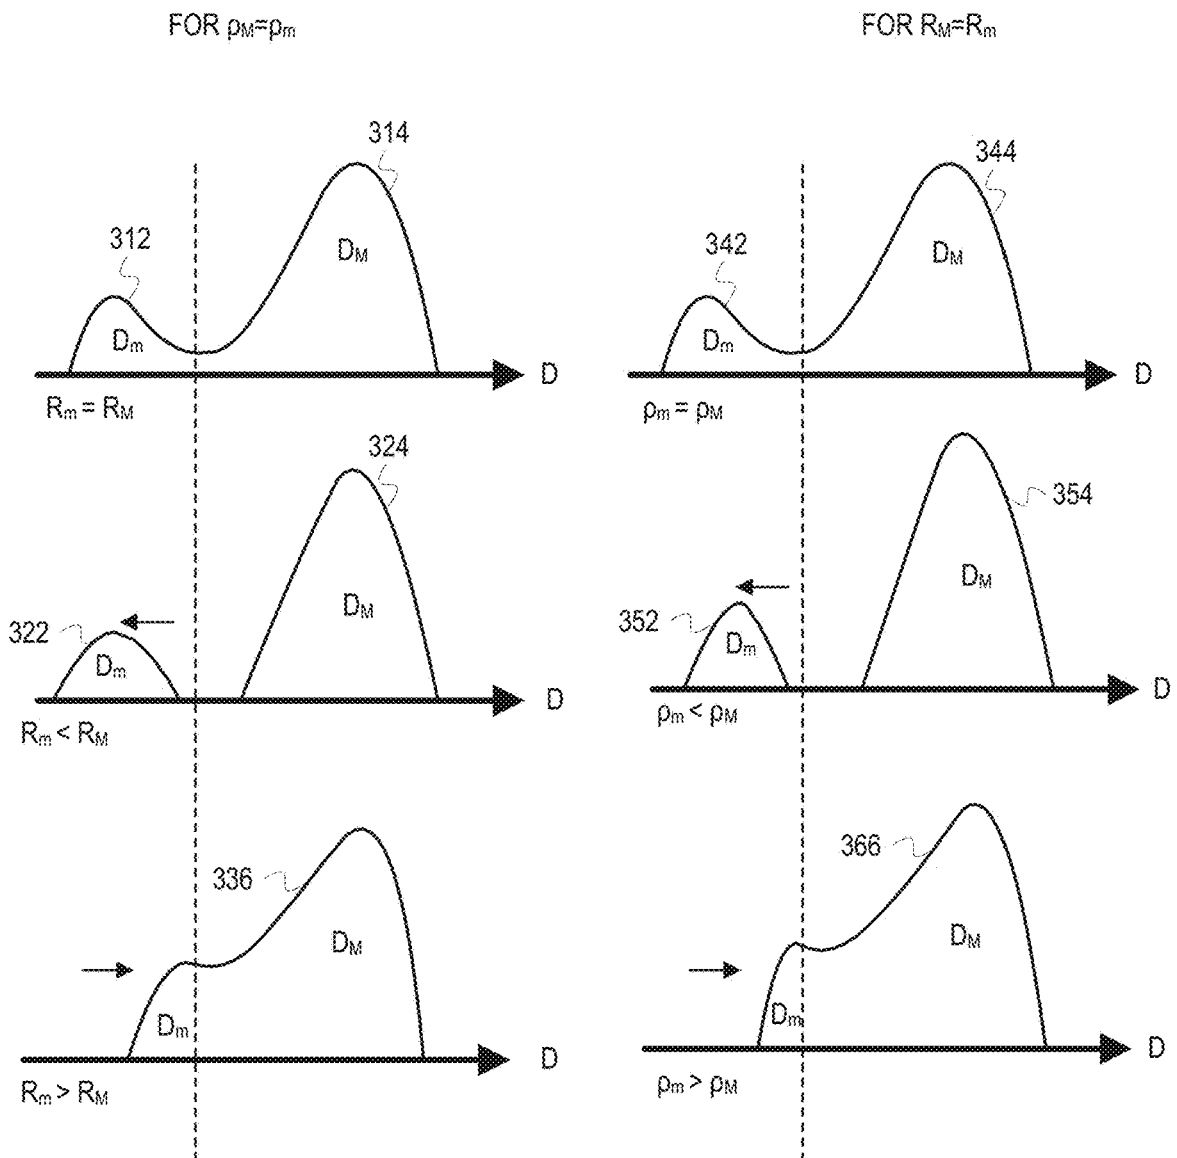 FOR ρM=ρm
FOR RM=Rm
314
344
312
342
DM
DM
Dm
Dm
D
D
Rm = RM
ρm = ρM
324
354
322
352
DM
DM
Dm
Dm
D
D
Rm < RM
ρm < ρM
336
366
DM
DM
Dm
Dm
D
D
Rm > RM
ρm > ρM